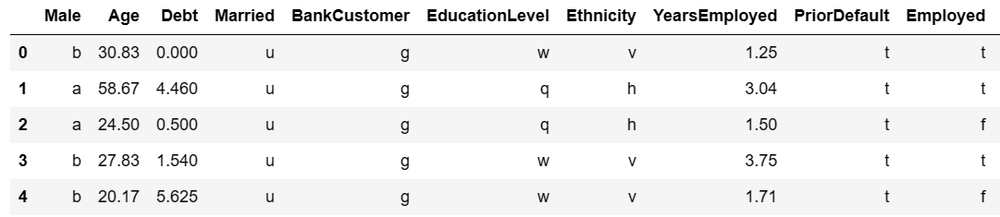 Male Age Debt Married BankCustomer EducationLevel Ethnicity YearsEmployed PriorDefault Employed
0 b 30.83 0.000 u g w v 1.25 t t
1 a 58.67 4.460 u g q h 3.04 t t
2 a 24.50 0.500 u g q h 1.50 t f
3 b 27.83 1.540 u g w v 3.75 t t
4 b 20.17 5.625 u g w v 1.71 t f